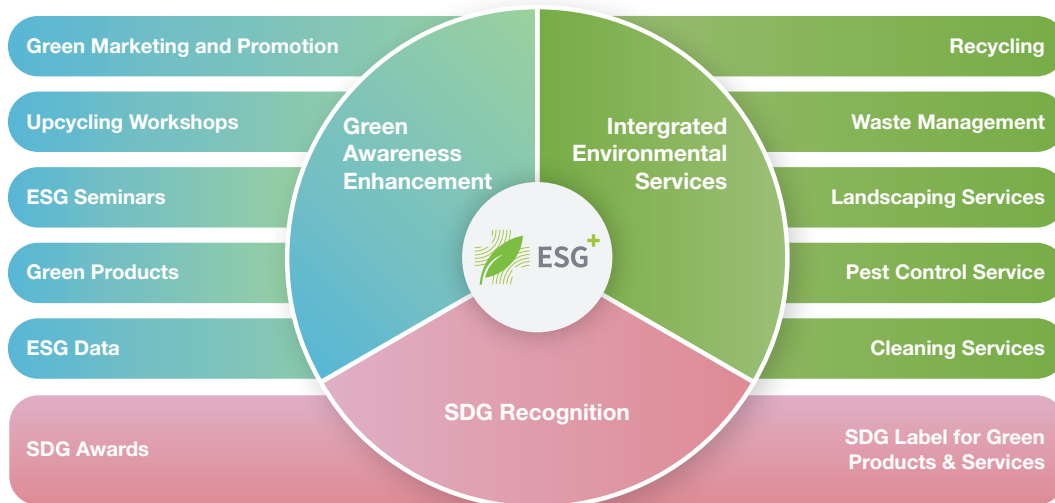 Green Marketing and Promotion
Upcycling Workshops
ESG Seminars
Green Products
ESG Data
SDG Awards
Green
Awareness
Enhancement
Intergrated
Environmental
Services
ESG+
SDG Recognition
Recycling
Waste Management
Landscaping Services
Pest Control Service
Cleaning Services
SDG Label for Green
Products & Services